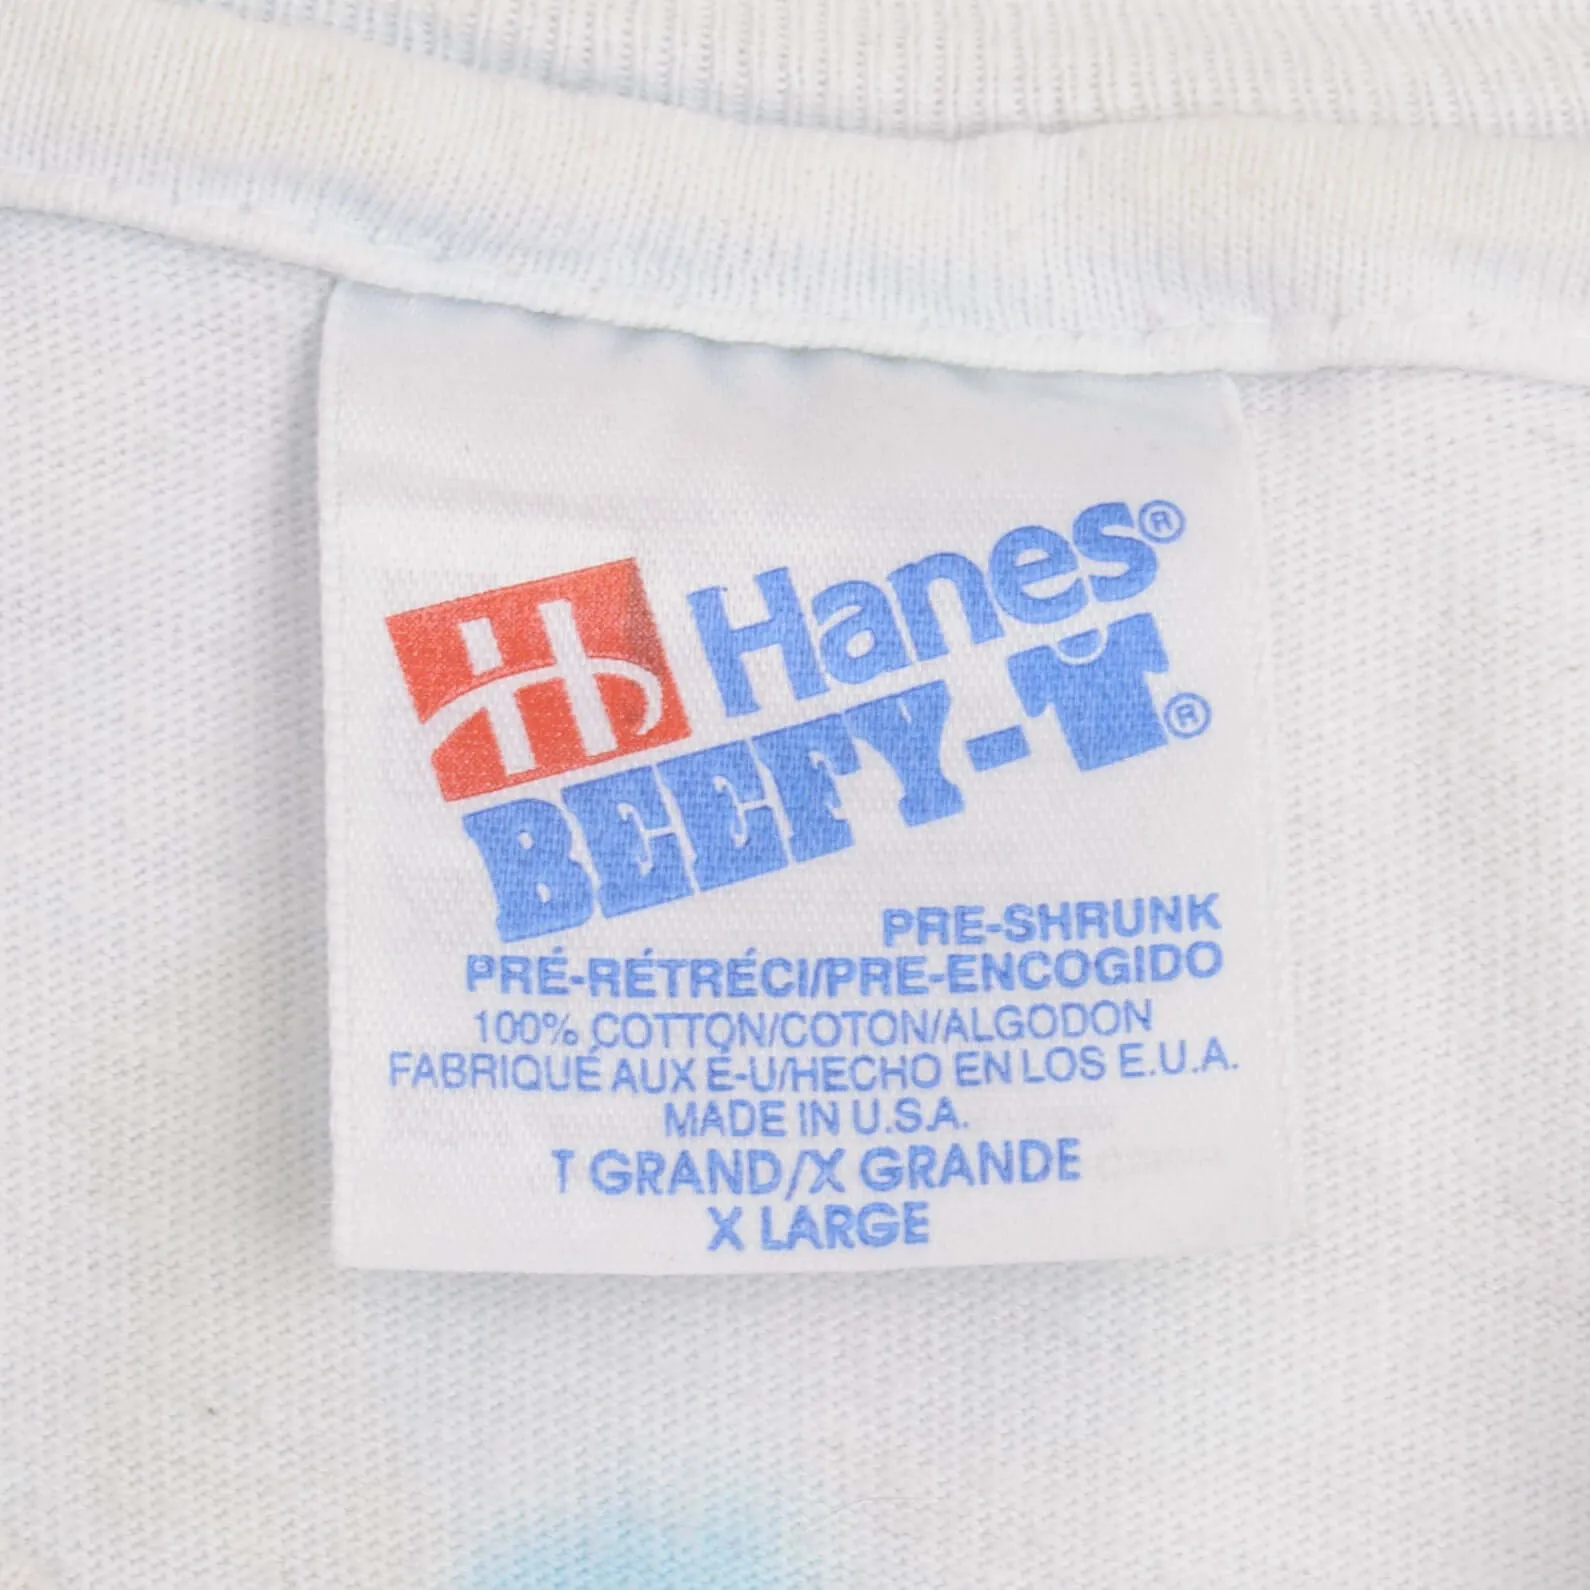 Hanes®
BEEFY-T®
PRE-SHRUNK
PRÉ-RÉTRÉCI/PRE-ENCOGIDO
100% COTTON/COTON/ALGODON
FABRIQUÉ AUX É-U/HECHO EN LOS E.U.A.
MADE IN U.S.A.
T GRAND/X GRANDE
X LARGE